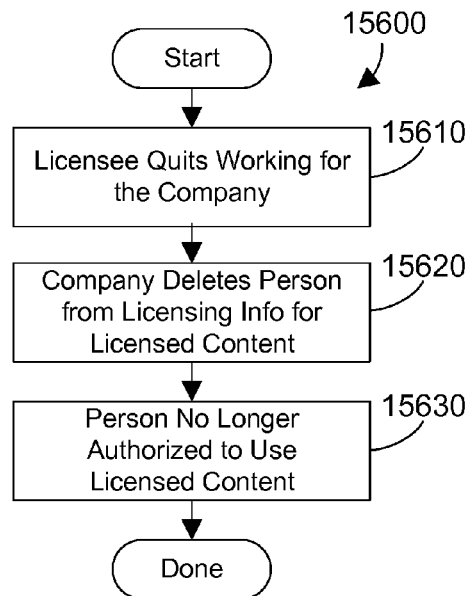 15600
Start
15610
Licensee Quits Working for
the Company
15620
Company Deletes Person
from Licensing Info for
Licensed Content
15630
Person No Longer
Authorized to Use
Licensed Content
Done